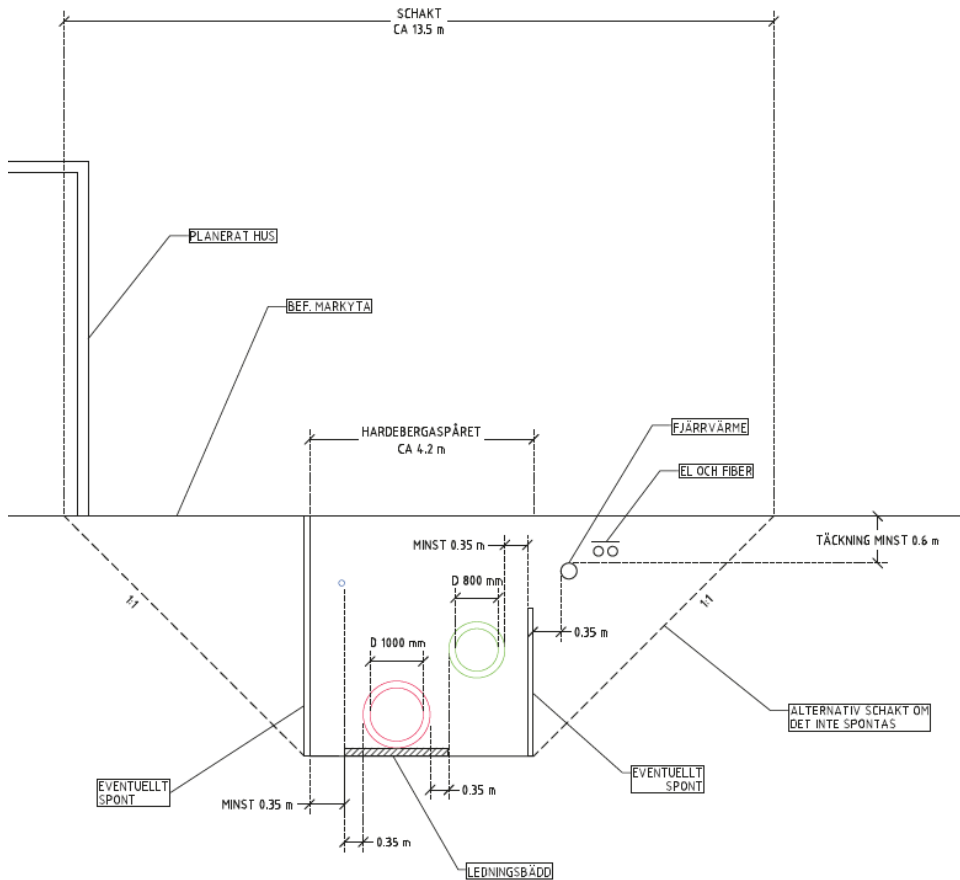 SCHAKT
CA 13.5 m
PLANERAT HUS
BEF. MARKYTA
HARDEBERGASPÅRET
CA 4.2 m
FJÄRRVÄRME
EL OCH FIBER
MINST 0.35 m
TÄCKNING MINST 0.6 m
D 800 mm
1:1
1:1
0.35 m
D 1000 mm
ALTERNATIV SCHAKT OM
DET INTE SPONTAS
EVENTUELLT
SPONT
EVENTUELLT
SPONT
0.35 m
MINST 0.35 m
0.35 m
LEDNINGSBÄDD